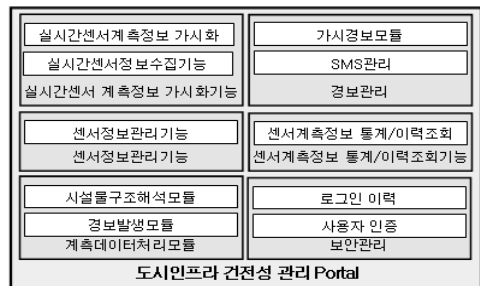 실시간센서계측정보 가시화
실시간센서정보수집기능
실시간센서 계측정보 가시화기능
가시경보모듈
SMS관리
경보관리
센서정보관리기능
센서정보관리기능
센서계측정보 통계/이력조회
센서계측정보 통계/이력조회기능
시설물구조해석모듈
경보발생모듈
계측데이터처리모듈
로그인 이력
사용자 인증
보안관리
도시인프라 건전성 관리 Portal